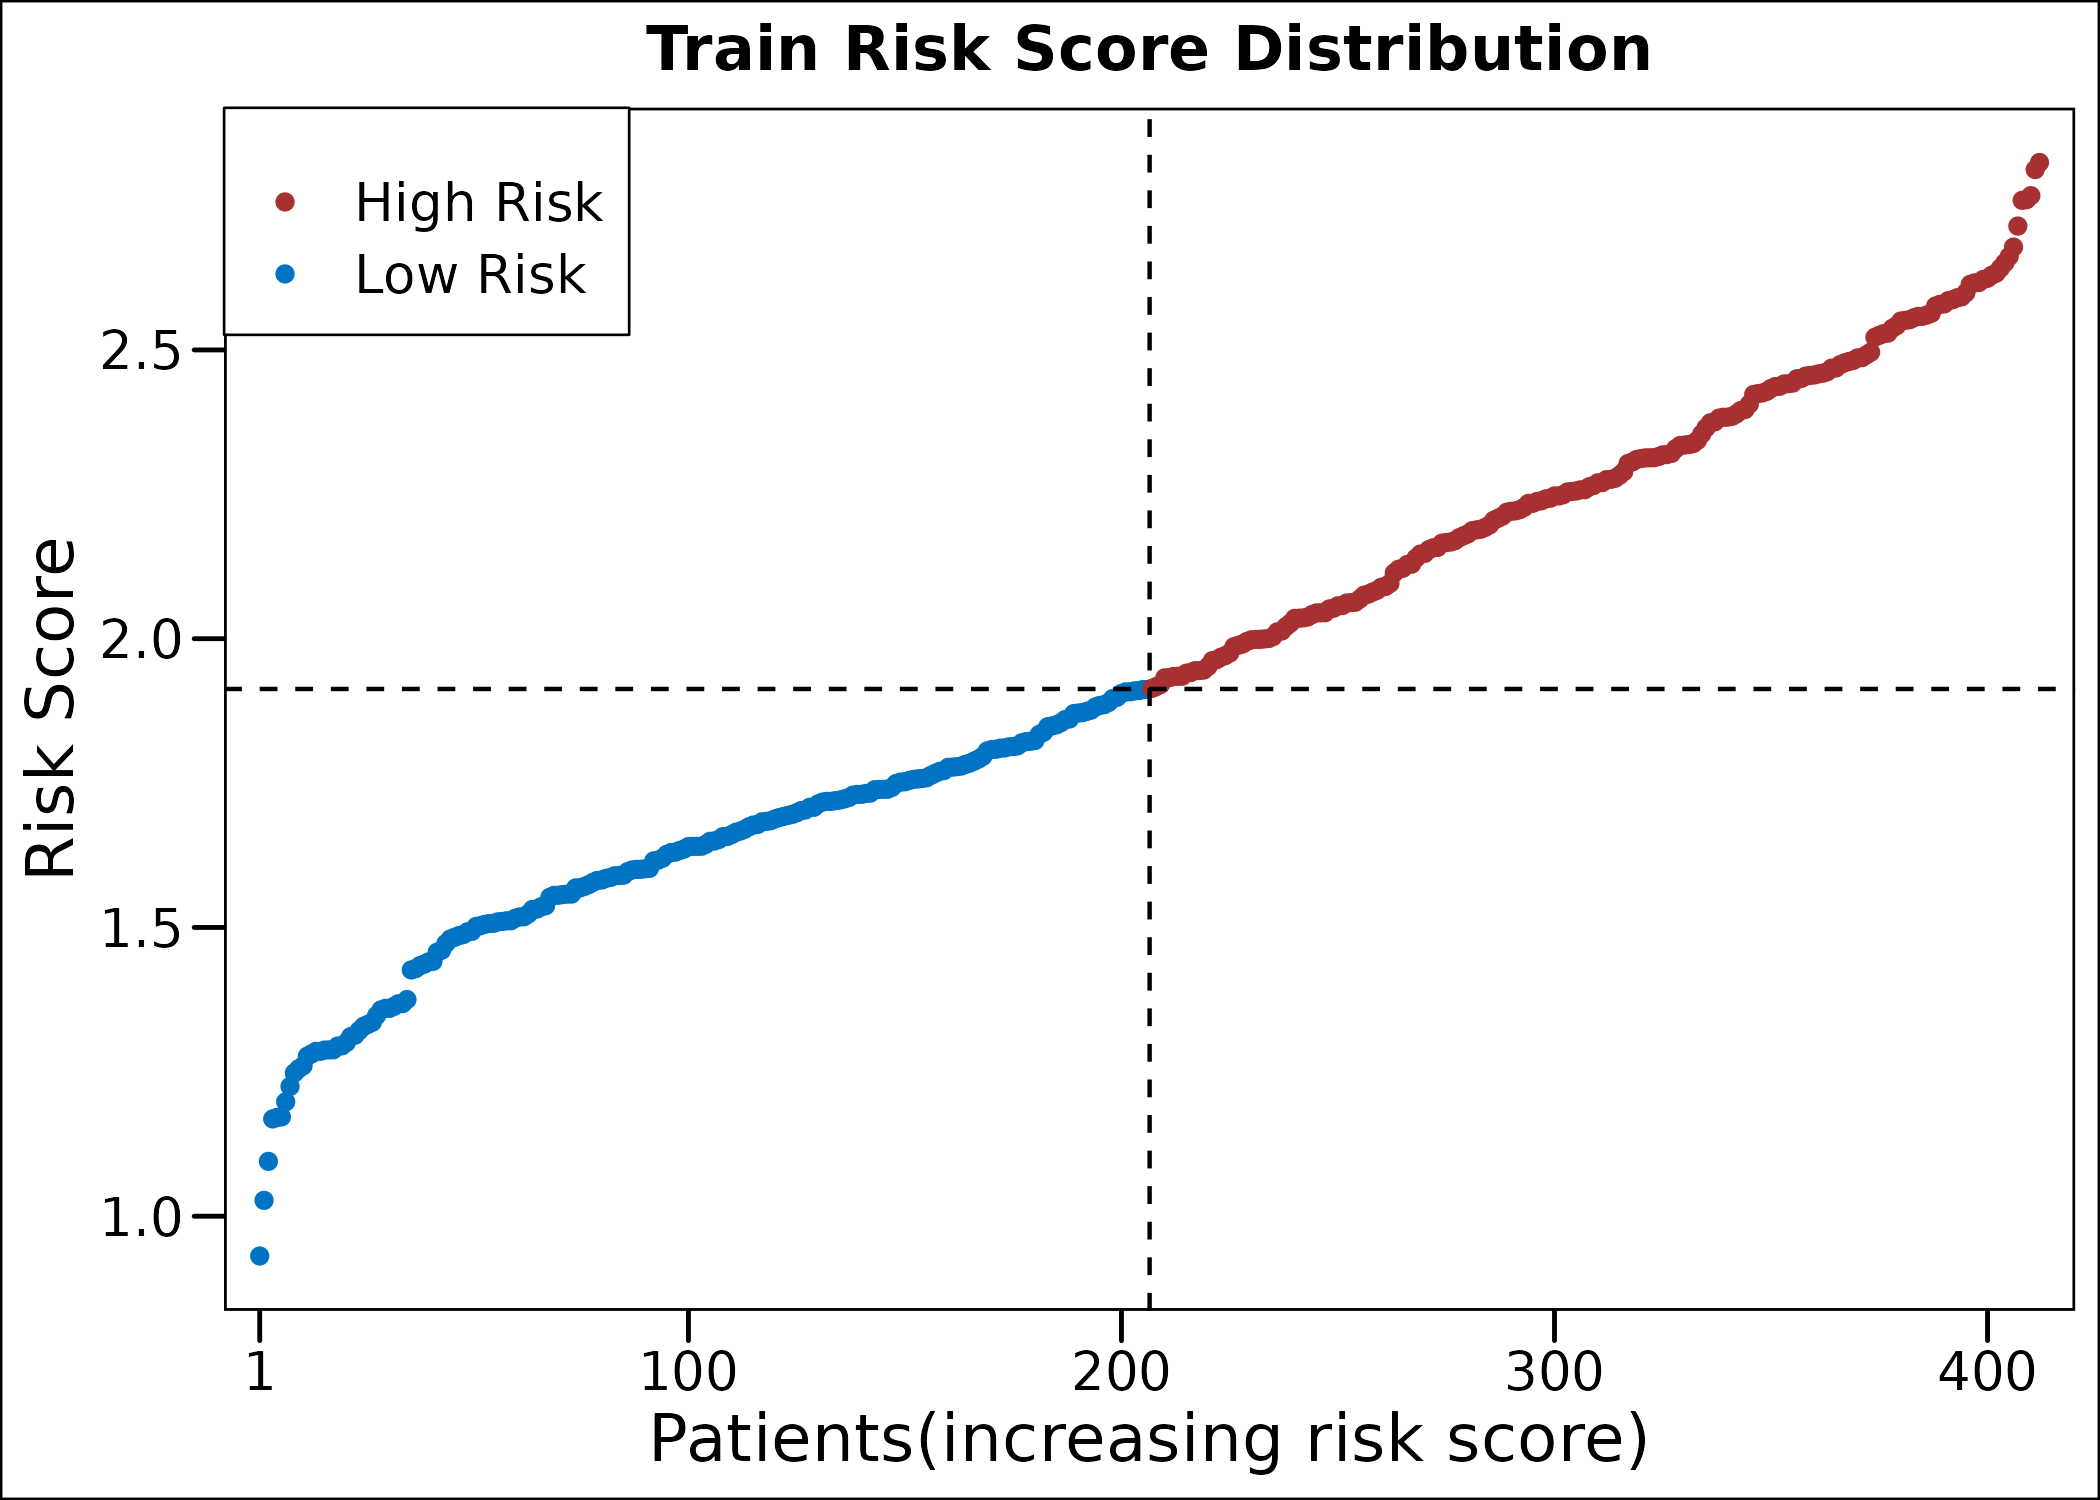 Train Risk Score Distribution
High Risk
Low Risk
Risk Score
2.5
2.0
1.5
1.0
1 100 200 300 400
Patients(increasing risk score)